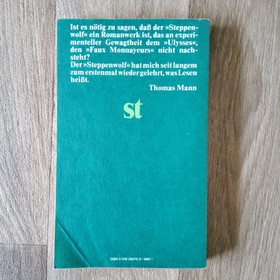 Ist es nötig zu sagen, daß der »Steppen-
wolf« ein Romanwerk ist, das an experi-
menteller Gewagtheit dem »Ulysses«,
den »Faux Monnayeurs« nicht nach-
steht?
Der »Steppenwolf« hat mich seit langem
zum erstenmal wieder gelehrt, was Lesen
heißt.
Thomas Mann
st